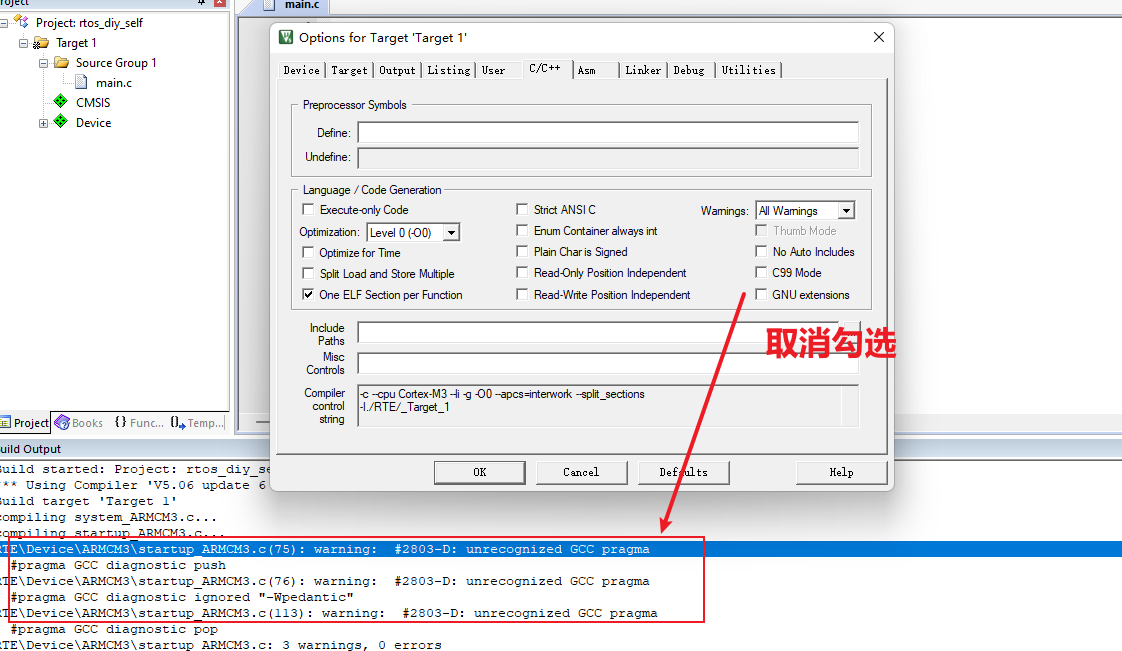 roject
Project: rtos_diy_self
Target 1
Source Group 1
main.c
CMSIS
Device
Project
Books
{} Func...
Temp...
main.c
Options for Target 'Target 1'
Device
Target
Output
Listing
User
C/C++
Asm
Linker
Debug
Utilities
Preprocessor Symbols
Define:
Undefine:
Language / Code Generation
Execute-only Code
Strict ANSI C
Warnings:
All Warnings
Optimization:
Level 0 (-O0)
Enum Container always int
Thumb Mode
Optimize for Time
Plain Char is Signed
No Auto Includes
Split Load and Store Multiple
Read-Only Position Independent
C99 Mode
One ELF Section per Function
Read-Write Position Independent
GNU extensions
Include
Paths
...
取消勾选
Misc
Controls
Compiler
control
string
-c --cpu Cortex-M3 --li -g -O0 --apcs=interwork --split_sections
-I./RTE/_Target_1
OK
Cancel
Defaults
Help
uild Output
Build started: Project: rtos_diy_se
*** Using Compiler 'V5.06 update 6
Build target 'Target 1'
compiling system_ARMCM3.c...
compiling startup_ARMCM3.c...
RTE\Device\ARMCM3\startup_ARMCM3.c(75): warning:  #2803-D: unrecognized GCC pragma
#pragma GCC diagnostic push
RTE\Device\ARMCM3\startup_ARMCM3.c(76): warning:  #2803-D: unrecognized GCC pragma
#pragma GCC diagnostic ignored "-Wpedantic"
RTE\Device\ARMCM3\startup_ARMCM3.c(113): warning:  #2803-D: unrecognized GCC pragma
#pragma GCC diagnostic pop
RTE\Device\ARMCM3\startup_ARMCM3.c: 3 warnings, 0 errors